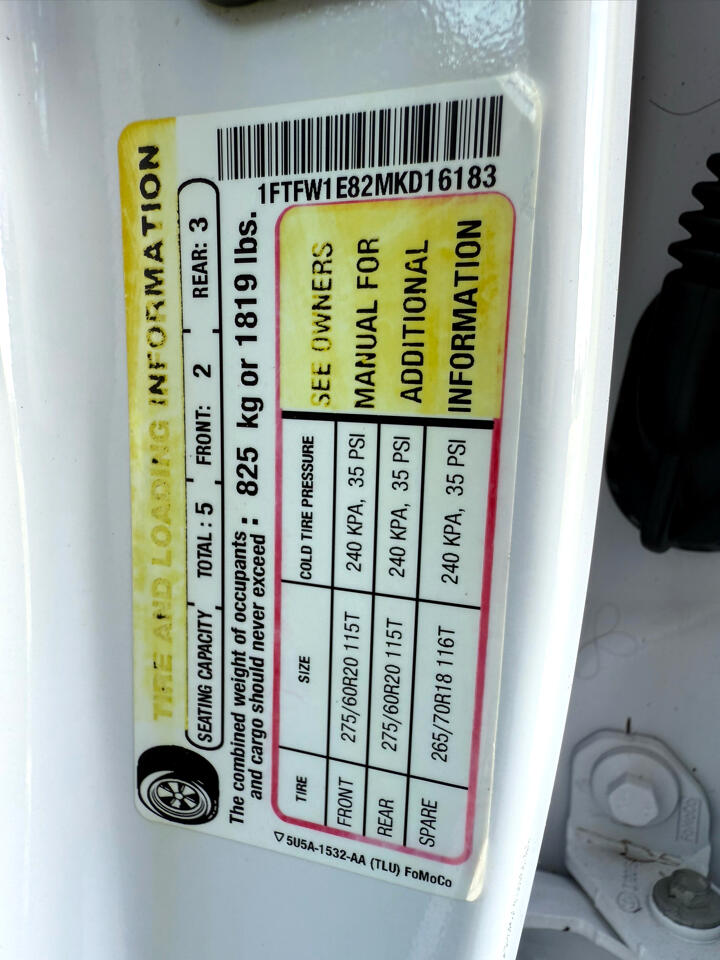 TIRE AND LOADING INFORMATION
SEATING CAPACITY TOTAL: 5 FRONT: 2 REAR: 3
The combined weight of occupants
and cargo should never exceed : 825 kg or 1819 lbs.
1FTFW1E82MKD16183
TIRE SIZE COLD TIRE PRESSURE
FRONT 275/60R20 115T 240 KPA, 35 PSI
REAR 275/60R20 115T 240 KPA, 35 PSI
SPARE 265/70R18 116T 240 KPA, 35 PSI
SEE OWNERS
MANUAL FOR
ADDITIONAL
INFORMATION
5U5A-1532-AA (TLU) FoMoCo